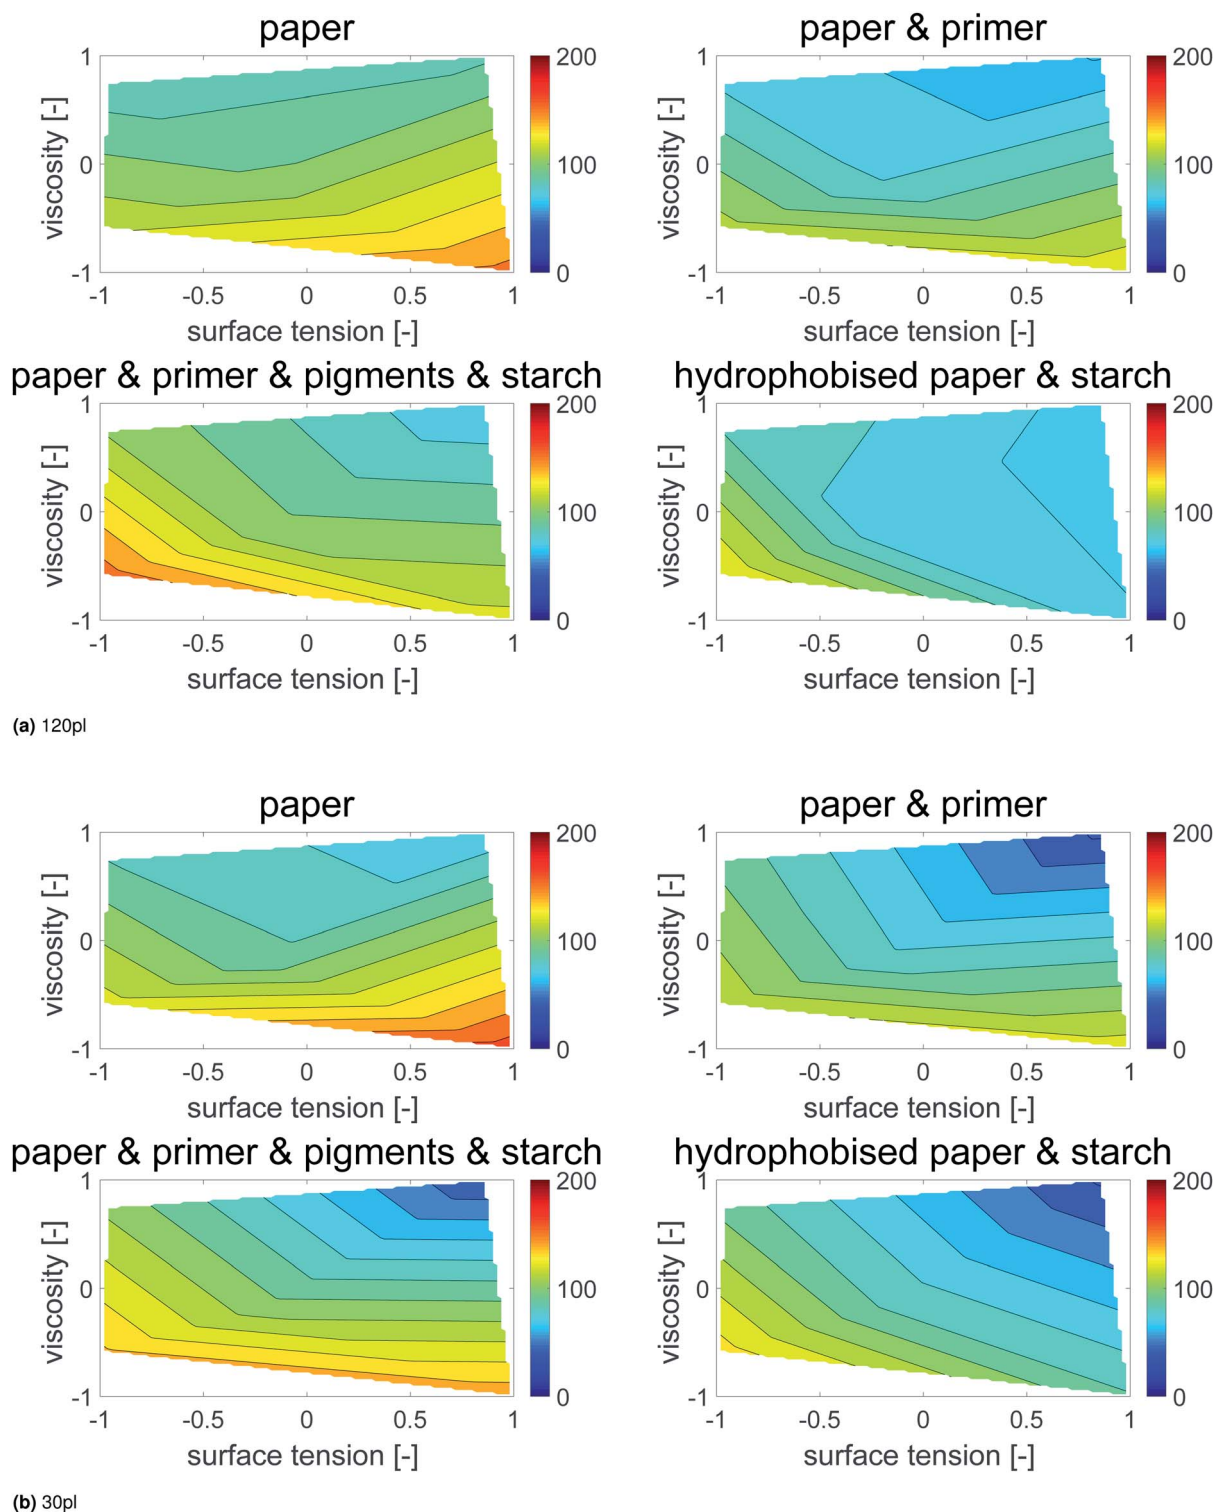 paper
paper & primer
1
0
-1
viscosity [-]
-1 -0.5 0 0.5 1
surface tension [-]
200
100
0
1
0
-1
viscosity [-]
-1 -0.5 0 0.5 1
surface tension [-]
200
100
0
paper & primer & pigments & starch
hydrophobised paper & starch
1
0
-1
viscosity [-]
-1 -0.5 0 0.5 1
surface tension [-]
200
100
0
1
0
-1
viscosity [-]
-1 -0.5 0 0.5 1
surface tension [-]
200
100
0
(a) 120pl
paper
paper & primer
1
0
-1
viscosity [-]
-1 -0.5 0 0.5 1
surface tension [-]
200
100
0
1
0
-1
viscosity [-]
-1 -0.5 0 0.5 1
surface tension [-]
200
100
0
paper & primer & pigments & starch
hydrophobised paper & starch
1
0
-1
viscosity [-]
-1 -0.5 0 0.5 1
surface tension [-]
200
100
0
1
0
-1
viscosity [-]
-1 -0.5 0 0.5 1
surface tension [-]
200
100
0
(b) 30pl